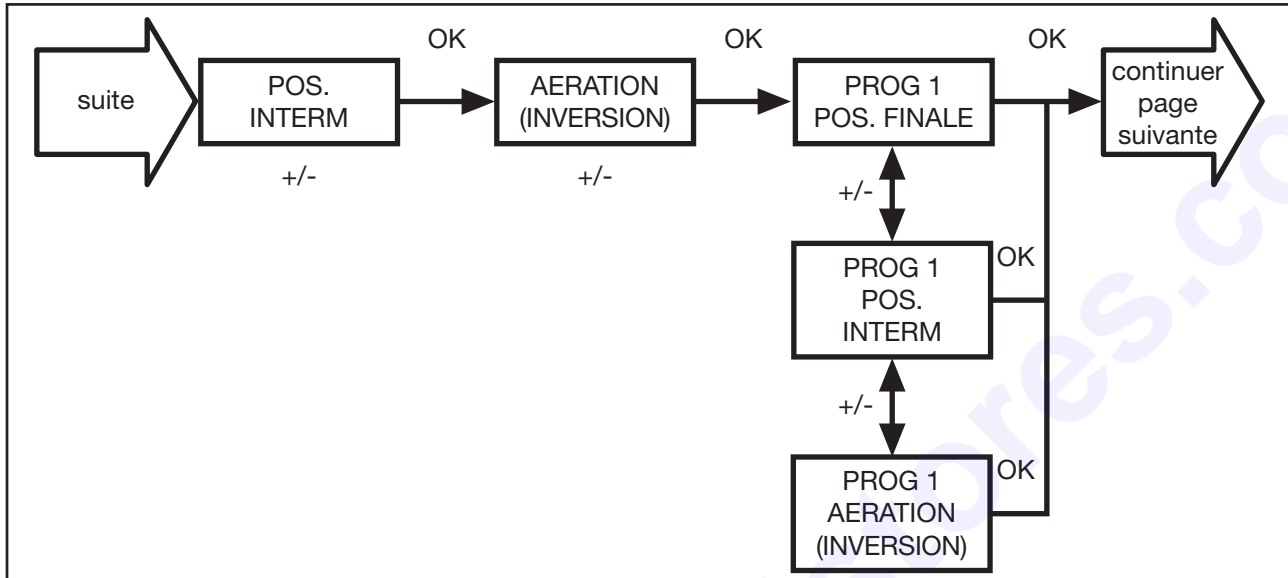 suite
POS.
INTERM
+/-
OK
AERATION
(INVERSION)
+/-
OK
PROG 1
POS. FINALE
OK
continuer
page
suivante
+/-
PROG 1
POS.
INTERM
OK
+/-
PROG 1
AERATION
(INVERSION)
OK